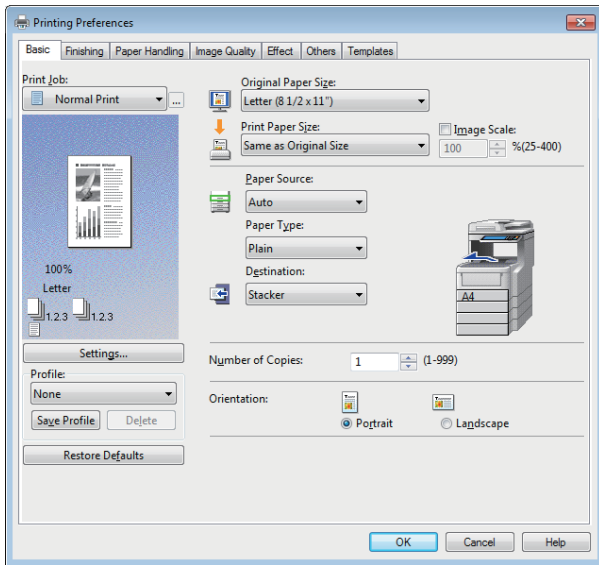 Printing Preferences
Basic Finishing Paper Handling Image Quality Effect Others Templates
Print Job:
Normal Print ...
100%
Letter
1.2.3 1.2.3
Settings...
Profile:
None
Save Profile Delete
Restore Defaults
Original Paper Size:
Letter (8 1/2 x 11")
Print Paper Size:
Same as Original Size
Image Scale:
100 %(25-400)
Paper Source:
Auto
Paper Type:
Plain
Destination:
Stacker
A4
Number of Copies: 1 (1-999)
Orientation:
Portrait Landscape
OK Cancel Help